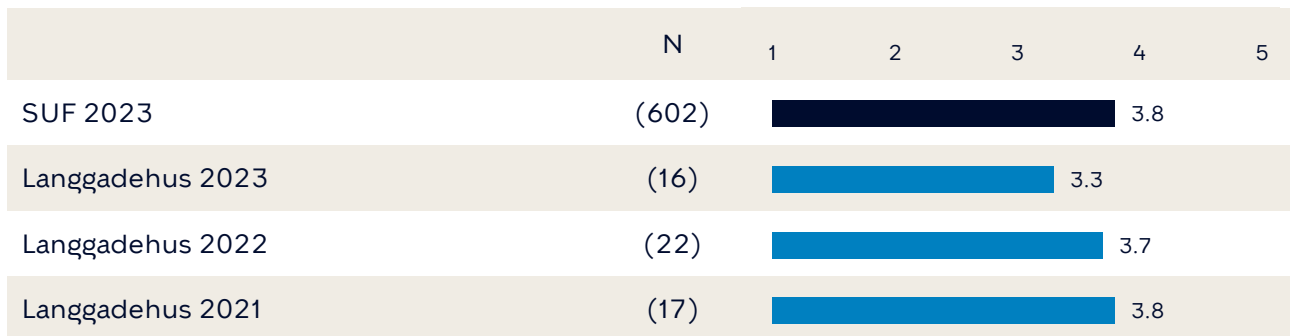 N 1 2 3 4 5
SUF 2023 (602) 3.8
Langgadehus 2023 (16) 3.3
Langgadehus 2022 (22) 3.7
Langgadehus 2021 (17) 3.8